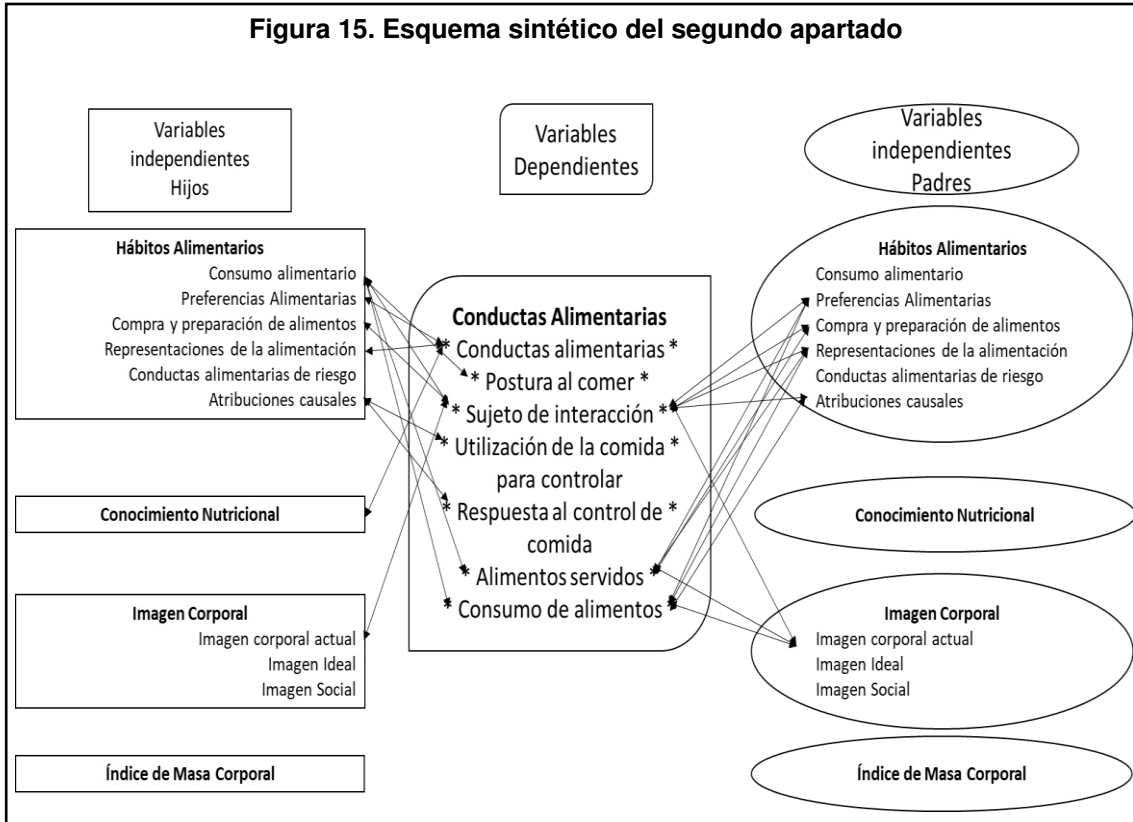 Figura 15. Esquema sintético del segundo apartado
Variables
independientes
Hijos
Hábitos Alimentarios
Consumo alimentario
Preferencias Alimentarias
Compra y preparación de alimentos
Representaciones de la alimentación
Conductas alimentarias de riesgo
Atribuciones causales
Conocimiento Nutricional
Imagen Corporal
Imagen corporal actual
Imagen Ideal
Imagen Social
Índice de Masa Corporal
Variables
Dependientes
Conductas Alimentarias
* Conductas alimentarias *
* Postura al comer *
* Sujeto de interacción *
* Utilización de la comida *
para controlar
* Respuesta al control de *
comida
* Alimentos servidos *
* Consumo de alimentos *
Variables
independientes
Padres
Hábitos Alimentarios
Consumo alimentario
Preferencias Alimentarias
Compra y preparación de alimentos
Representaciones de la alimentación
Conductas alimentarias de riesgo
Atribuciones causales
Conocimiento Nutricional
Imagen Corporal
Imagen corporal actual
Imagen Ideal
Imagen Social
Índice de Masa Corporal